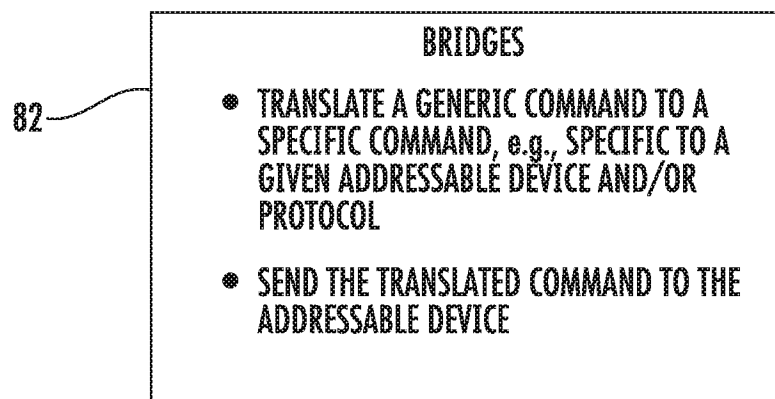 BRIDGES
82
• TRANSLATE A GENERIC COMMAND TO A
SPECIFIC COMMAND, e.g., SPECIFIC TO A
GIVEN ADDRESSABLE DEVICE AND/OR
PROTOCOL
• SEND THE TRANSLATED COMMAND TO THE
ADDRESSABLE DEVICE